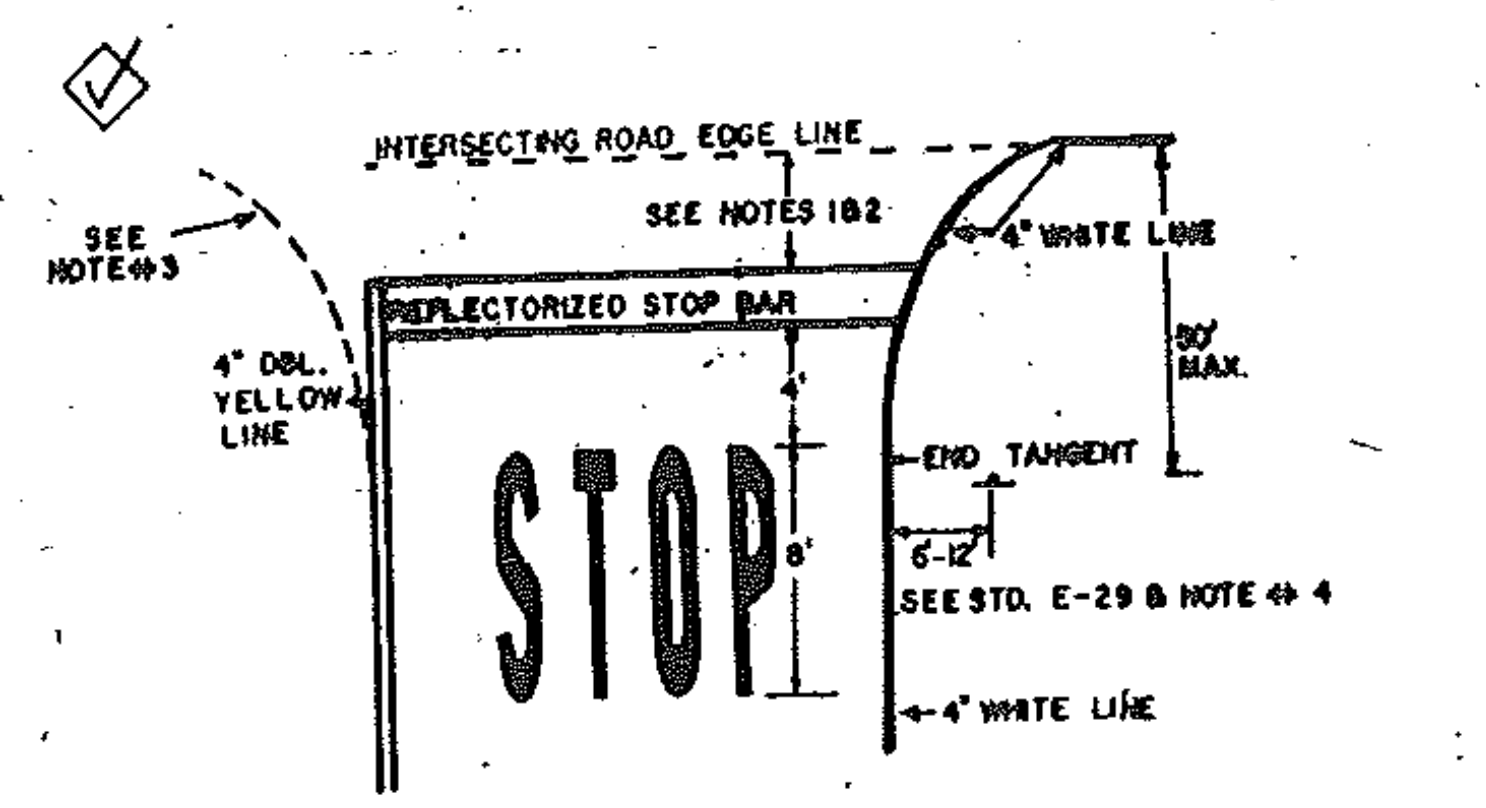 INTERSECTING ROAD EDGE LINE
SEE NOTES 1&2
SEE
NOTE # 3
4" WHITE LINE
REFLECTORIZED STOP BAR
4" DBL.
YELLOW
LINE
4'
MAX.
END TANGENT
STOP
8'
6'-12'
SEE STD. E-29 & NOTE # 4
4" WHITE LINE